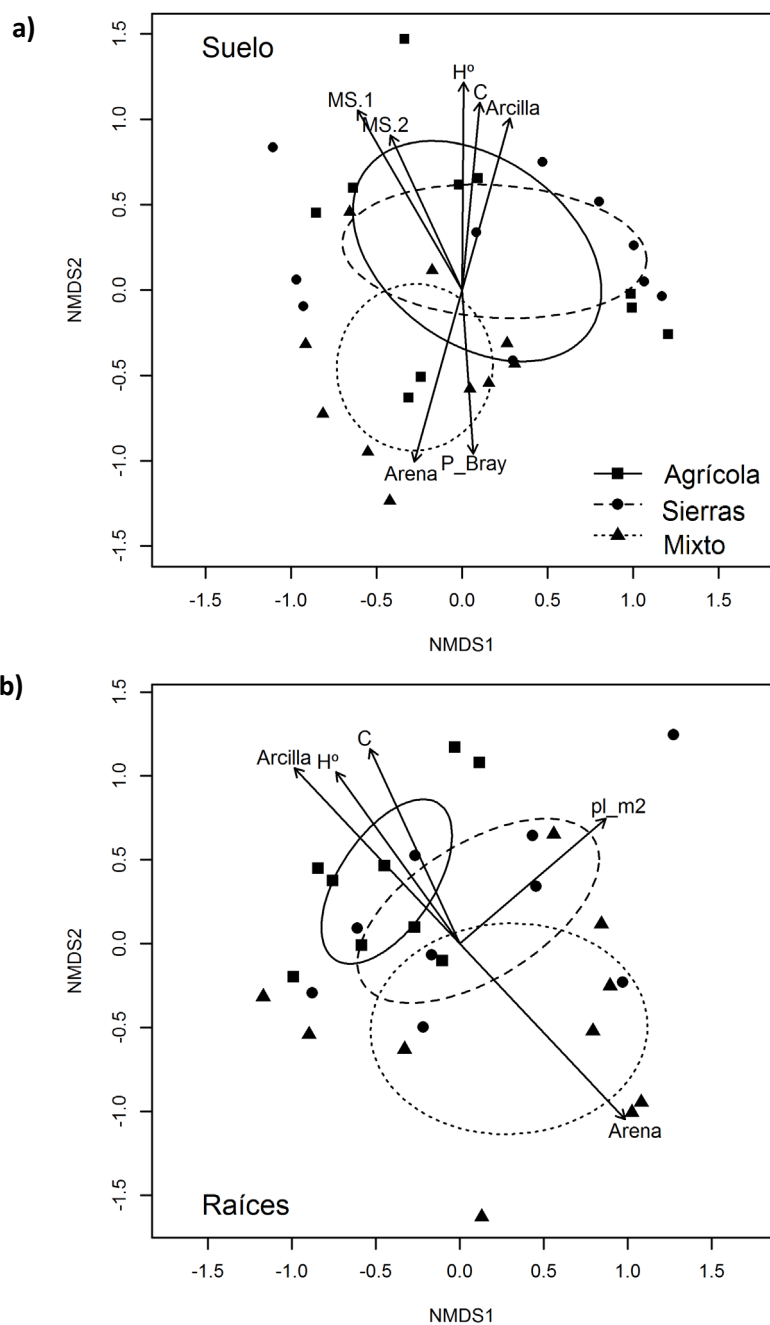 a)
Suelo
Hº
C
MS.1
Arcilla
MS.2
1.5
1.0
0.5
0.0
-0.5
-1.0
-1.5
NMDS2
Arena
P_Bray
Agrícola
Sierras
Mixto
-1.5 -1.0 -0.5 0.0 0.5 1.0 1.5
NMDS1
b)
C
Arcilla
Hº
pl_m2
1.5
1.0
0.5
0.0
-0.5
-1.0
-1.5
NMDS2
Arena
Raíces
-1.5 -1.0 -0.5 0.0 0.5 1.0 1.5
NMDS1